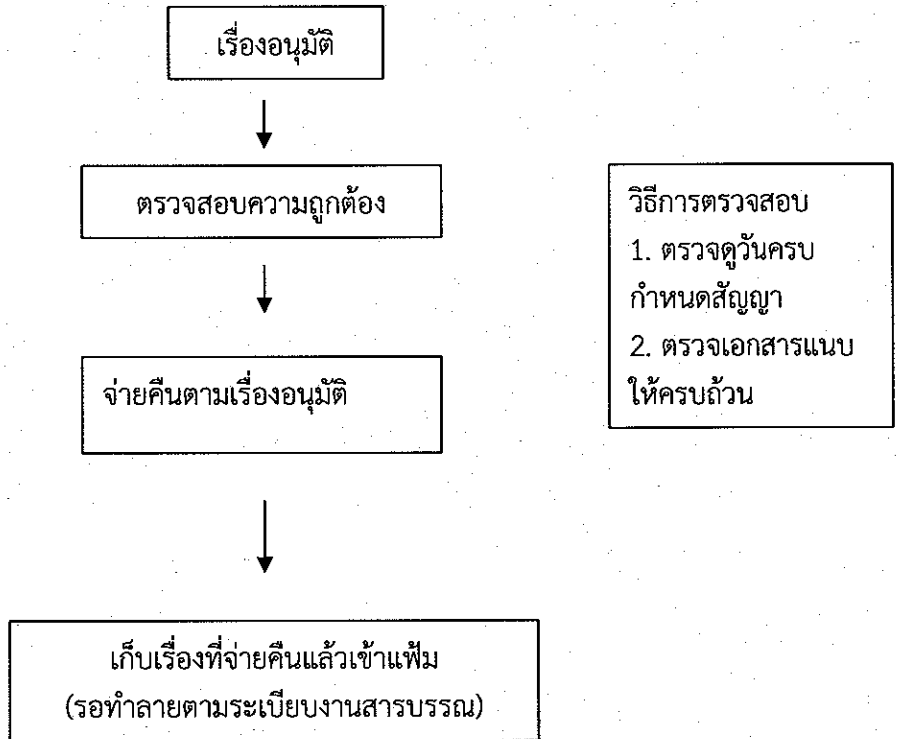 เรื่องอนุมัติ
ตรวจสอบความถูกต้อง
วิธีการตรวจสอบ
1. ตรวจดูวันครบ
กำหนดสัญญา
2. ตรวจเอกสารแนบ
ให้ครบถ้วน
จ่ายคืนตามเรื่องอนุมัติ
เก็บเรื่องที่จ่ายคืนแล้วเข้าแฟ้ม
(รอทำลายตามระเบียบงานสารบรรณ)